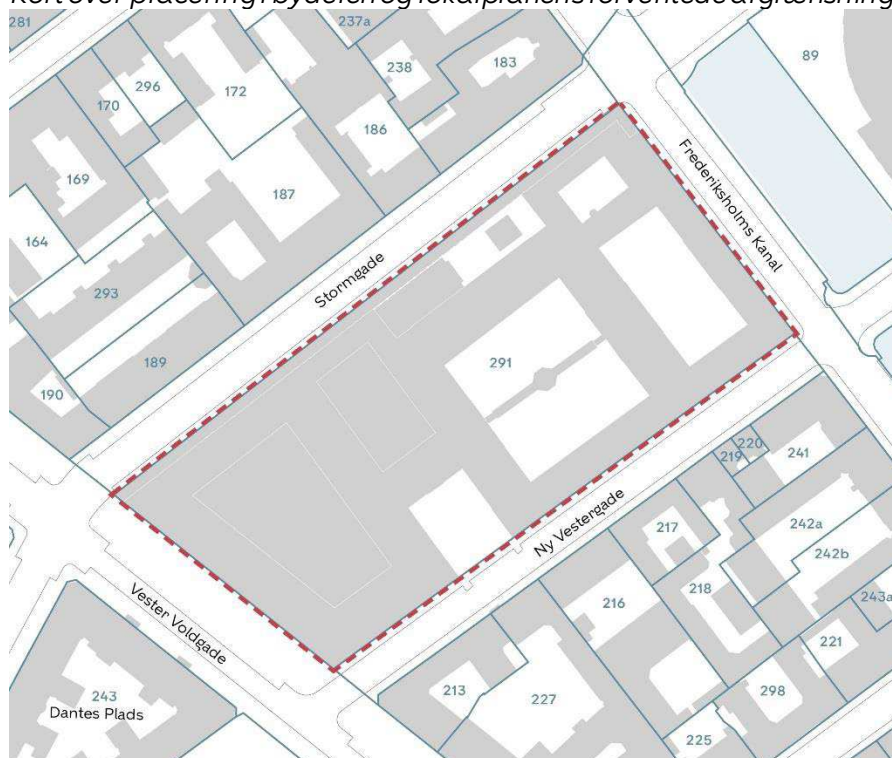 Kort over placering i bydelen og lokalplanens forventede afgrænsning
281
237a
89
296
170
172
238
183
186
169
187
164
Frederiksholms Kanal
Stormgade
293
189
190
291
220
219
241
Ny Vestergade
217
242a
242b
218
216
243a
Vester Voldgade
221
213
227
298
243
Dantes Plads
225